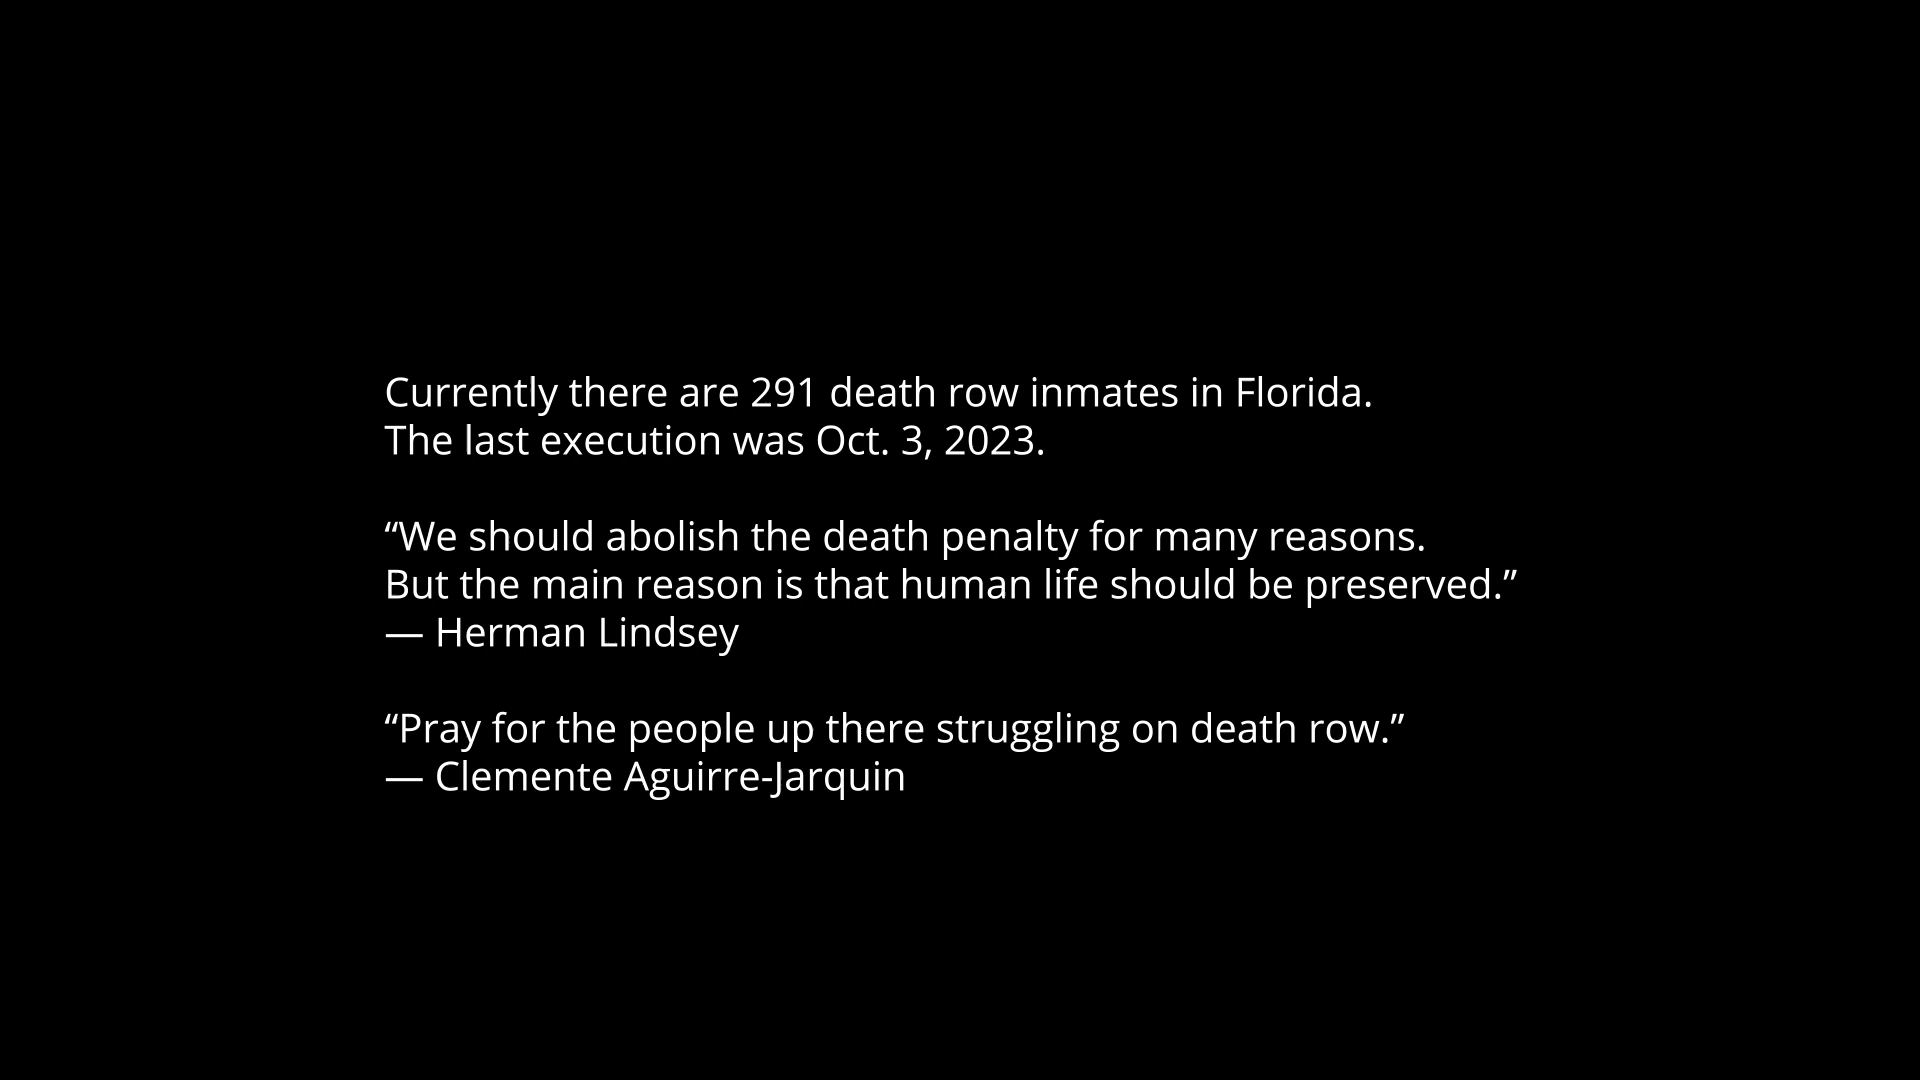 Currently there are 291 death row inmates in Florida.
The last execution was Oct. 3, 2023.
“We should abolish the death penalty for many reasons.
But the main reason is that human life should be preserved.”
— Herman Lindsey
“Pray for the people up there struggling on death row.”
— Clemente Aguirre-Jarquin